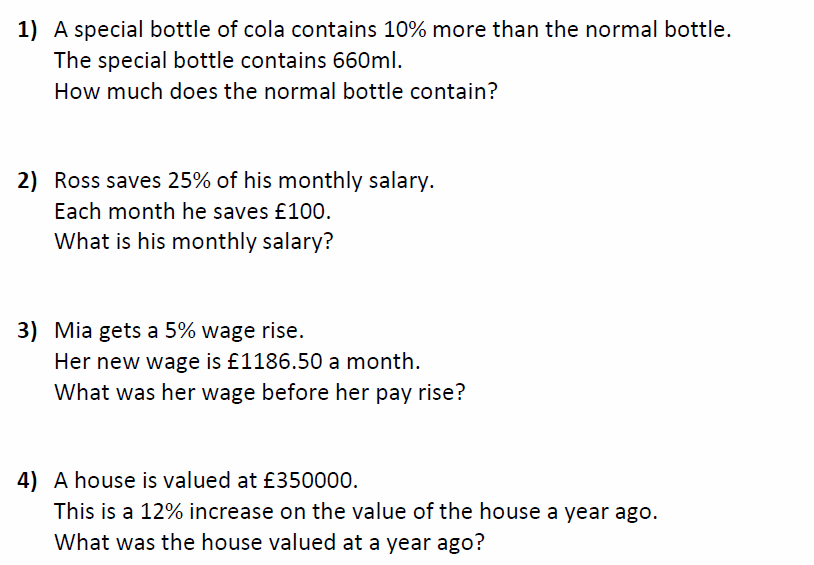 1) A special bottle of cola contains 10% more than the normal bottle.
The special bottle contains 660ml.
How much does the normal bottle contain?
2) Ross saves 25% of his monthly salary.
Each month he saves £100.
What is his monthly salary?
3) Mia gets a 5% wage rise.
Her new wage is £1186.50 a month.
What was her wage before her pay rise?
4) A house is valued at £350000.
This is a 12% increase on the value of the house a year ago.
What was the house valued at a year ago?